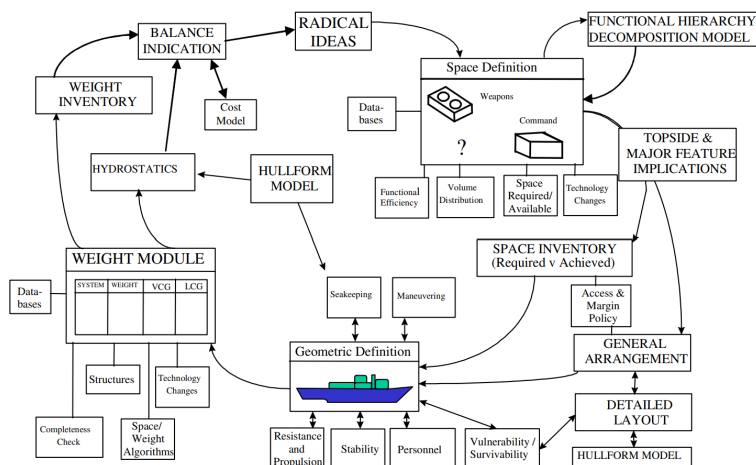 BALANCE
INDICATION
RADICAL
IDEAS
FUNCTIONAL HIERARCHY
DECOMPOSITION MODEL
WEIGHT
INVENTORY
Cost
Model
Space Definition
Weapons
Command
?
Data-
bases
TOPSIDE &
MAJOR FEATURE
IMPLICATIONS
HYDROSTATICS
HULLFORM
MODEL
Functional
Efficiency
Volume
Distribution
Space
Required/
Available
Technology
Changes
WEIGHT MODULE
SYSTEM WEIGHT VCG LCG
Data-
bases
SPACE INVENTORY
(Required v Achieved)
Seakeeping
Maneuvering
Access &
Margin
Policy
Geometric Definition
GENERAL
ARRANGEMENT
Structures
Technology
Changes
Completeness
Check
Space/
Weight
Algorithms
DETAILED
LAYOUT
Resistance
and
Propulsion
Stability
Personnel
Vulnerability /
Survivability
HULLFORM MODEL